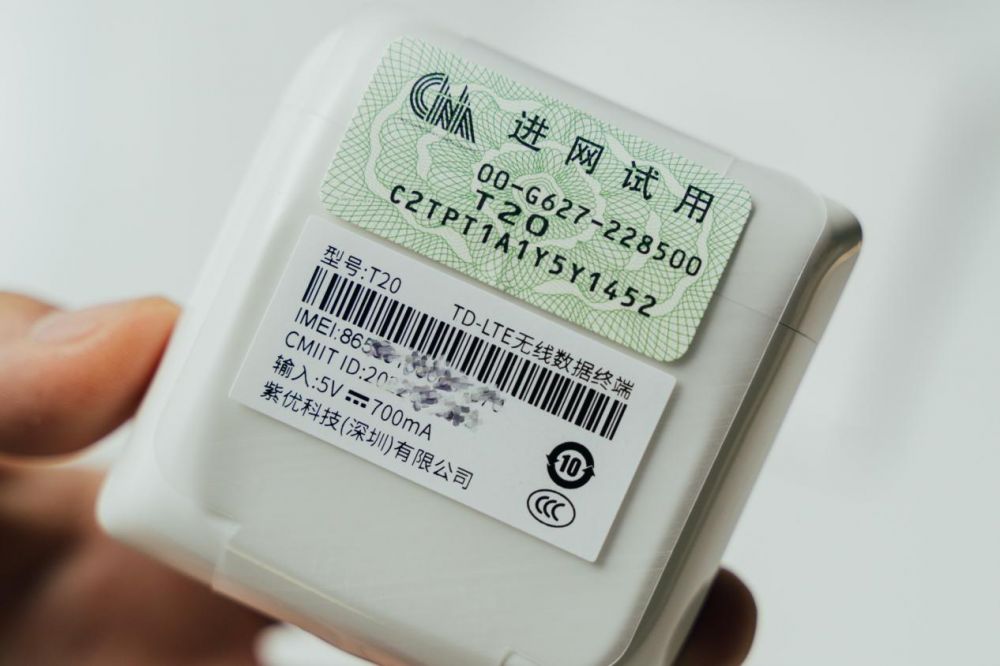 进网试用
00-G627-228500
T20
C2TPT1A1Y5Y1452
型号:T20
TD-LTE无线数据终端
IMEI:86
CMIIT ID:20
输入:5V ⎓ 700mA
紫优科技(深圳)有限公司
10
CCC